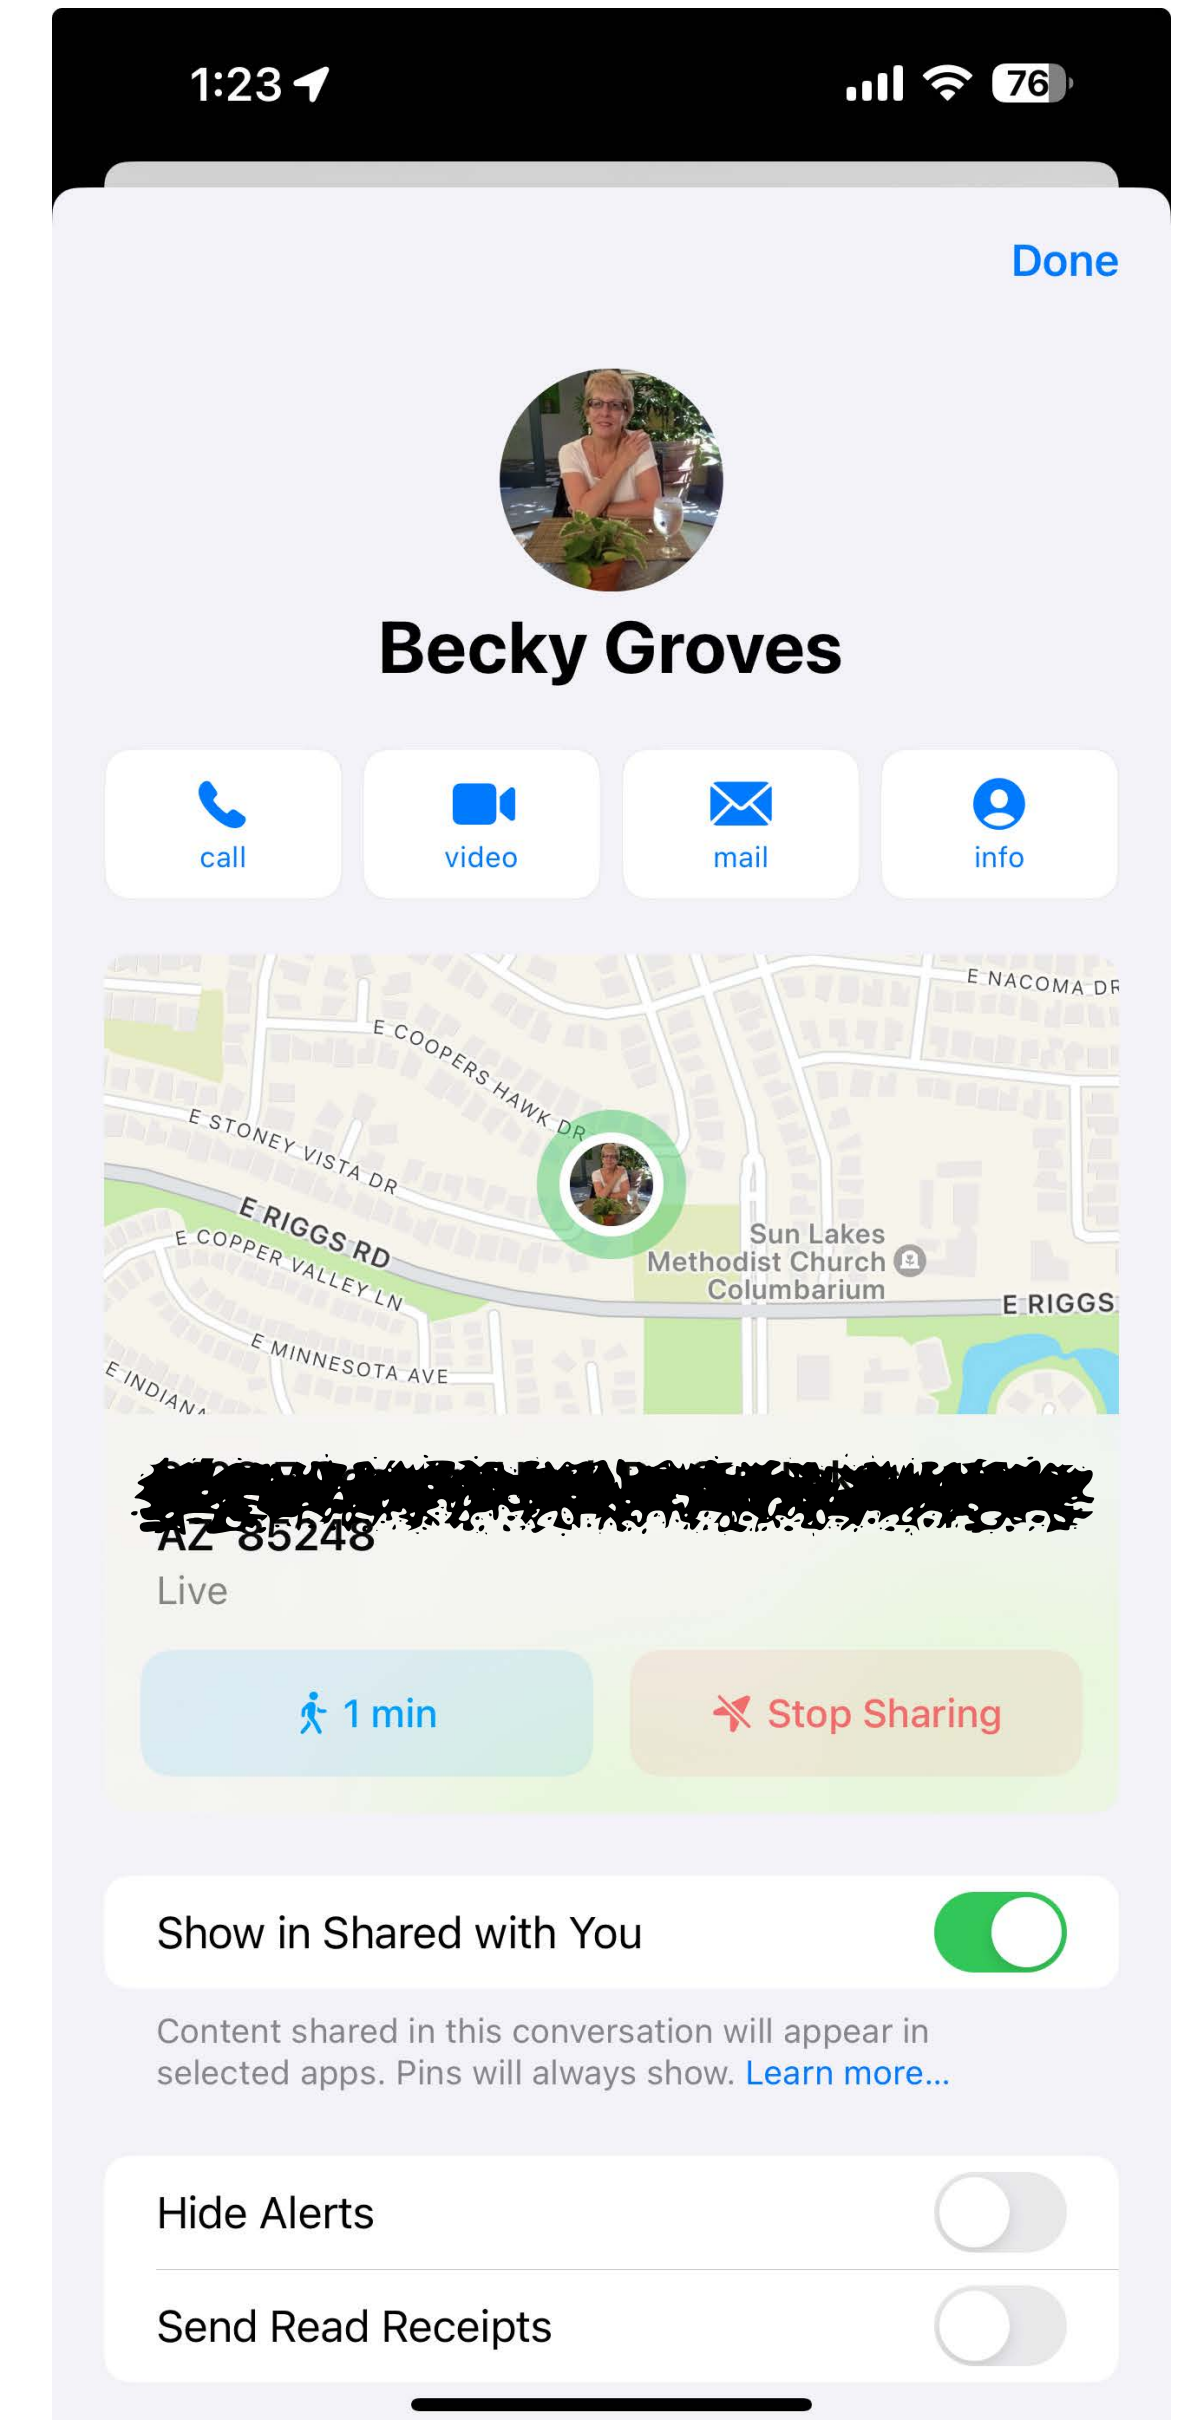 1:23
76
Done
Becky Groves
call
video
mail
info
E NACOMA DR
E COOPERS HAWK DR
E STONEY VISTA DR
E RIGGS RD
E COPPER VALLEY LN
Sun Lakes
Methodist Church
Columbarium
E RIGGS
E MINNESOTA AVE
E INDIANA
AZ 85248
Live
1 min
Stop Sharing
Show in Shared with You
Content shared in this conversation will appear in
selected apps. Pins will always show. Learn more...
Hide Alerts
Send Read Receipts